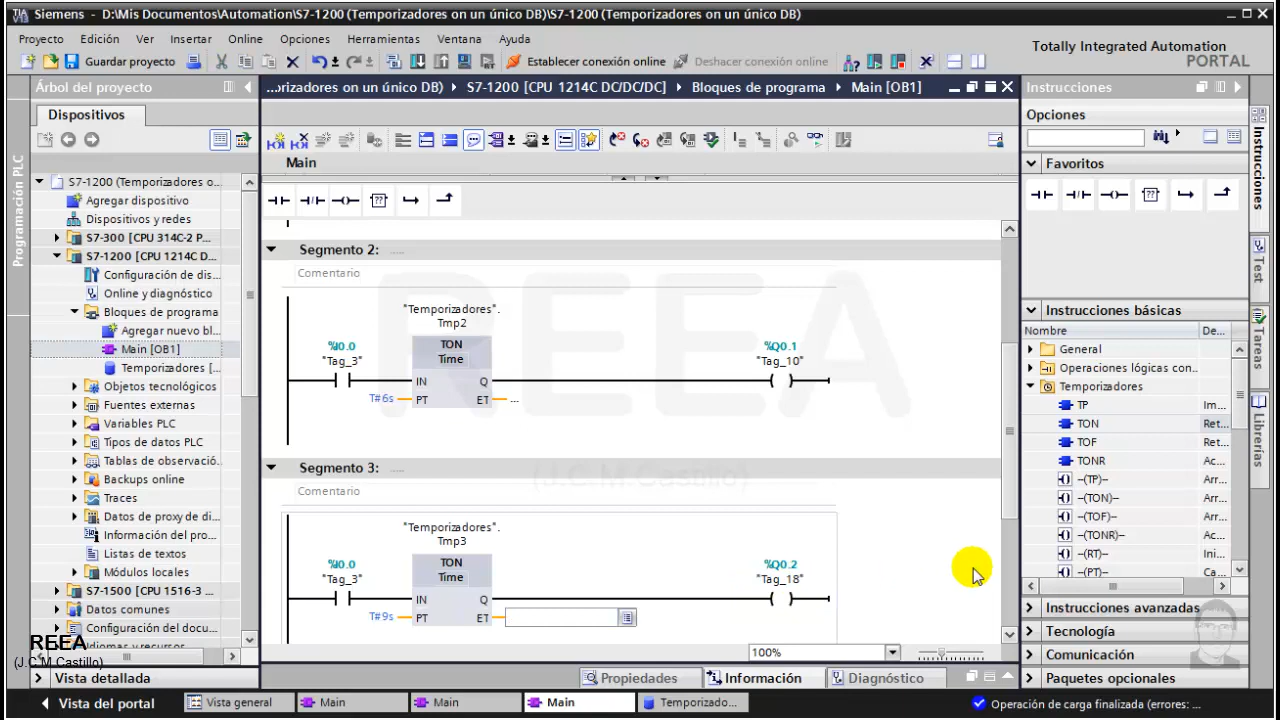 Siemens - D:\Mis Documentos\Automation\S7-1200 (Temporizadores on un único DB)\S7-1200 (Temporizadores on un único DB)
Proyecto Edición Ver Insertar Online Opciones Herramientas Ventana Ayuda
Totally Integrated Automation
PORTAL
Guardar proyecto
Establecer conexión online
Deshacer conexión online
Árbol del proyecto
...orizadores on un único DB) S7-1200 [CPU 1214C DC/DC/DC] Bloques de programa Main [OB1]
Instrucciones
Dispositivos
Opciones
Main
Favoritos
Programación PLC
S7-1200 (Temporizadores o...
Agregar dispositivo
Dispositivos y redes
S7-300 [CPU 314C-2 P...
S7-1200 [CPU 1214C D...
Configuración de dis...
Online y diagnóstico
Bloques de programa
Agregar nuevo bl...
Main [OB1]
Temporizadores [...
Objetos tecnológicos
Fuentes externas
Variables PLC
Tipos de datos PLC
Tablas de observació...
Backups online
Traces
Datos de proxy de di...
Información del pro...
Listas de textos
Módulos locales
S7-1500 [CPU 1516-3 ...
Datos comunes
Configuración del docu...
Idiomas y recursos
REEA
(J.C.M.Castillo)
Vista detallada
Segmento 2: .....
Comentario
"Temporizadores".
Tmp2
TON
Time
%I0.0
"Tag_3"
IN Q
T#6s PT ET ...
%Q0.1
"Tag_10"
REEA
(J.C.M.Castillo)
Segmento 3: .....
Comentario
"Temporizadores".
Tmp3
TON
Time
%I0.0
"Tag_3"
IN Q
T#9s PT ET
%Q0.2
"Tag_18"
100%
Instrucciones básicas
Nombre De...
General
Operaciones lógicas con...
Temporizadores
TP Im...
TON Ret...
TOF Ret...
TONR Ac...
–(TP)– Arr...
–(TON)– Arr...
–(TOF)– Arr...
–(TONR)– Ac...
–(RT)– Ini...
–(PT)– Ca...
Instrucciones avanzadas
Tecnología
Comunicación
Paquetes opcionales
Instrucciones
Test
Tareas
Librerías
Propiedades Información Diagnóstico
Vista del portal Vista general Main Main Main Temporizado... Operación de carga finalizada (errores: ...